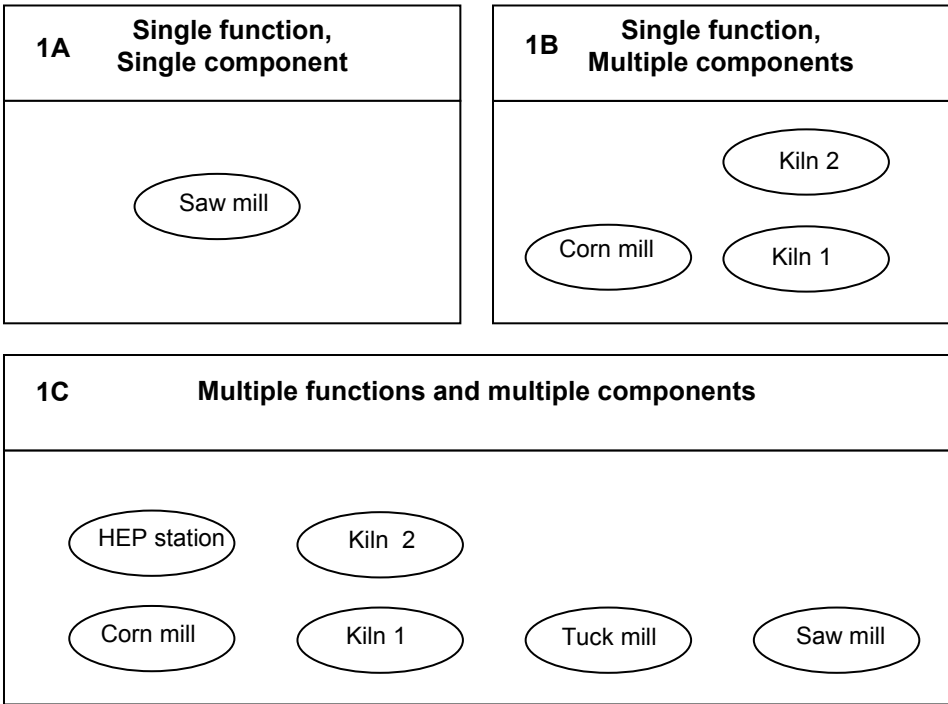 1A
Single function,
Single component
Saw mill
1B
Single function,
Multiple components
Kiln 2
Corn mill
Kiln 1
1C
Multiple functions and multiple components
HEP station
Kiln 2
Corn mill
Kiln 1
Tuck mill
Saw mill